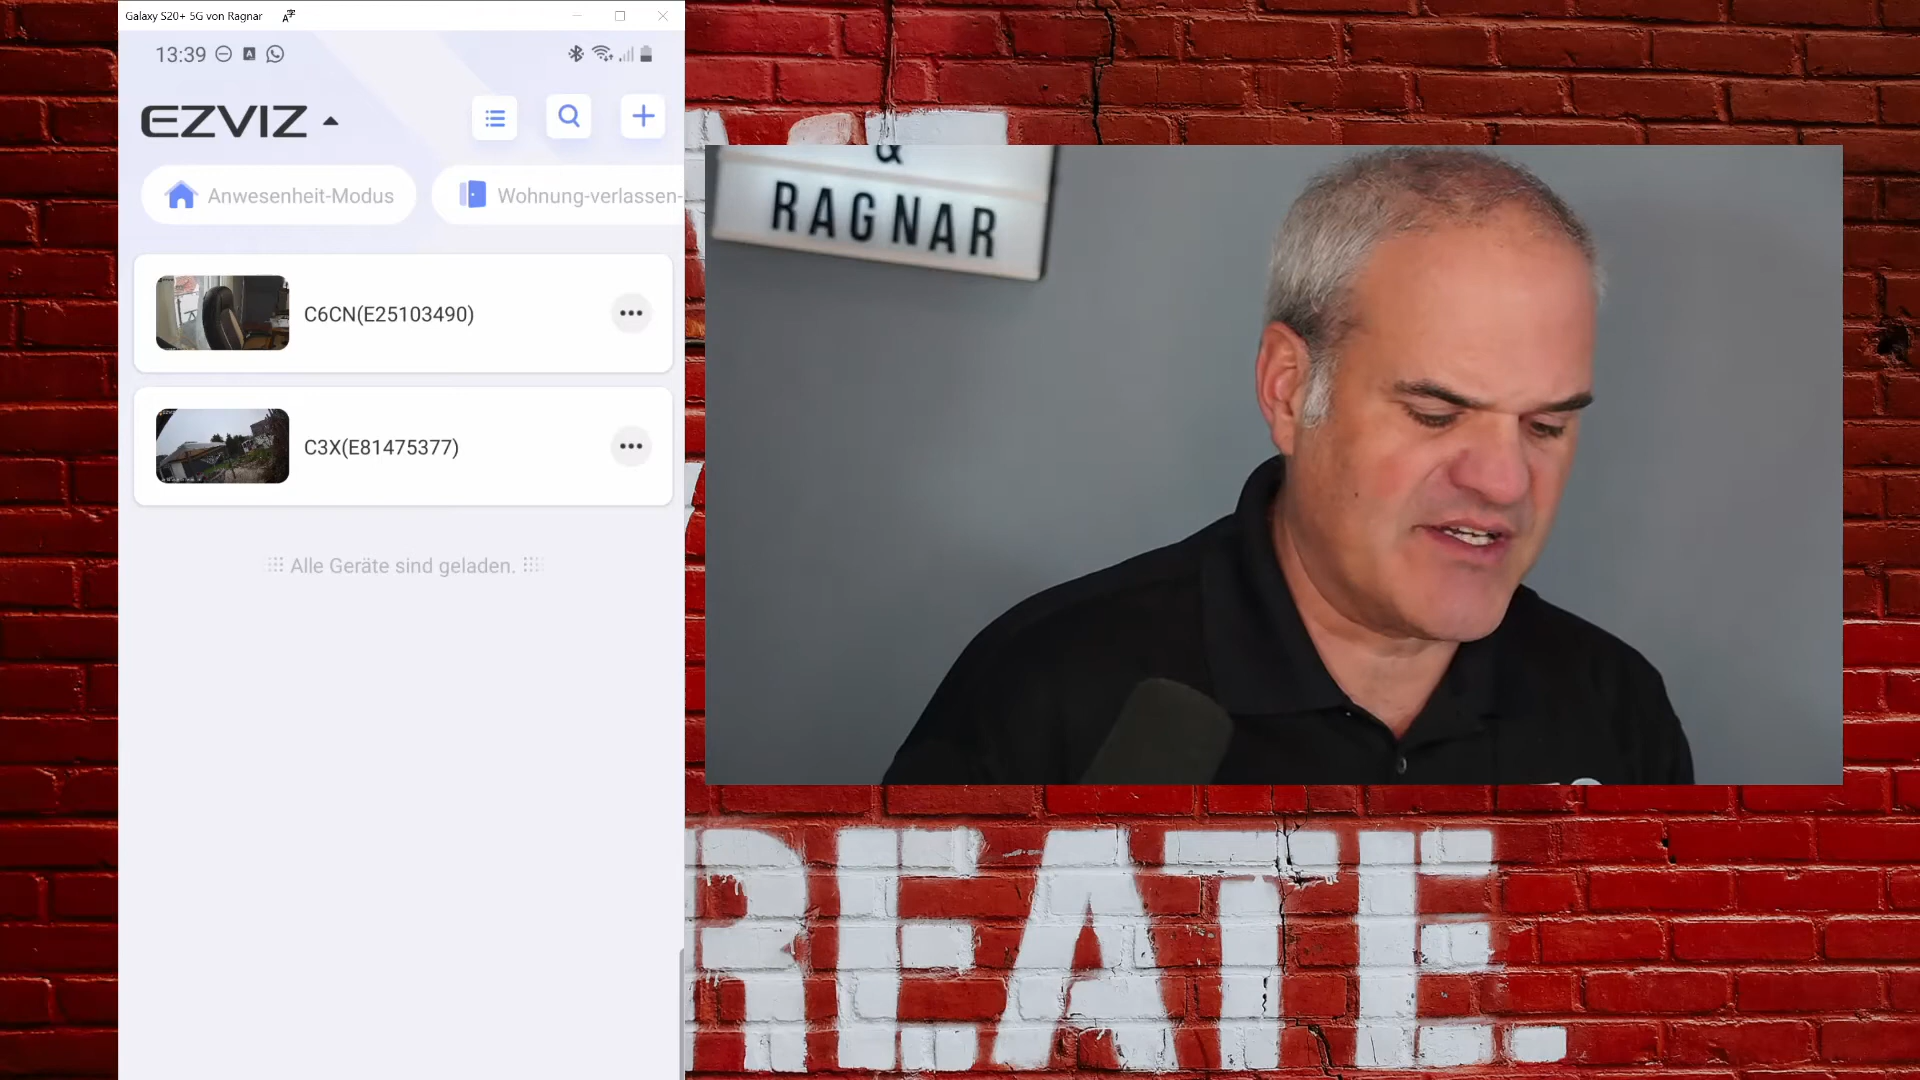 Galaxy S20+ 5G von Ragnar
13:39
EZVIZ
Anwesenheit-Modus
Wohnung-verlassen-
C6CN(E25103490)
C3X(E81475377)
Alle Geräte sind geladen.
&
RAGNAR
REATE.